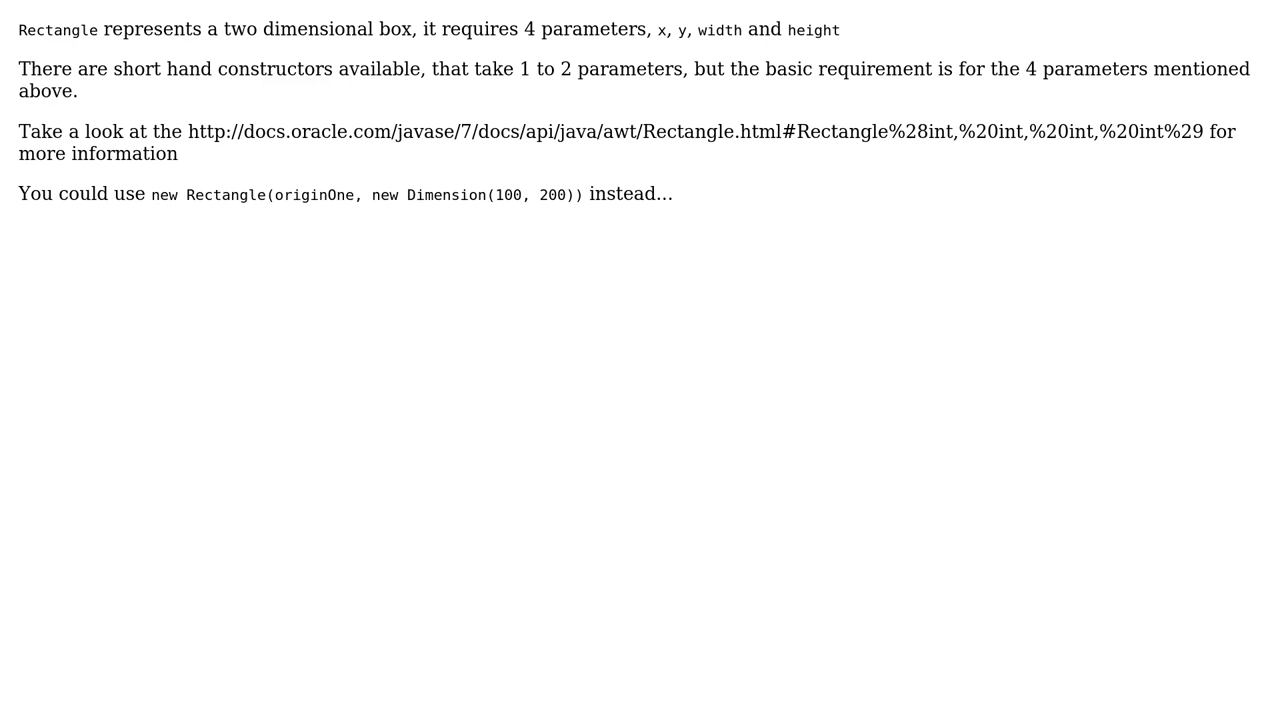 Rectangle represents a two dimensional box, it requires 4 parameters, x, y, width and height
There are short hand constructors available, that take 1 to 2 parameters, but the basic requirement is for the 4 parameters mentioned
above.
Take a look at the http://docs.oracle.com/javase/7/docs/api/java/awt/Rectangle.html#Rectangle%28int,%20int,%20int,%20int%29 for
more information
You could use new Rectangle(originOne, new Dimension(100, 200)) instead...